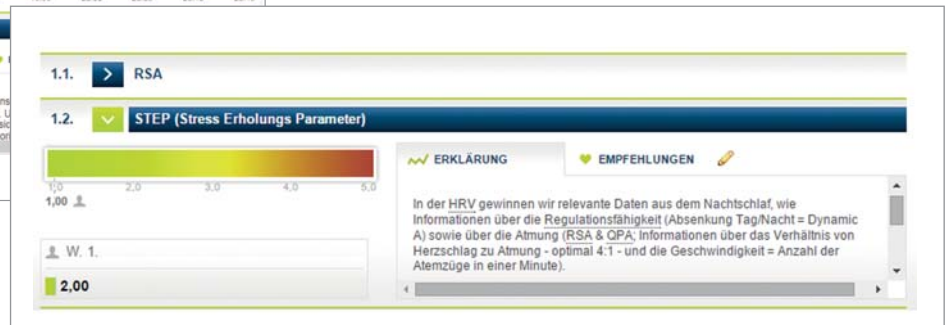 1.1. RSA
1.2. STEP (Stress Erholungs Parameter)
1,0 2,0 3,0 4,0 5,0
1,00
W. 1.
2,00
ERKLÄRUNG EMPFEHLUNGEN
In der HRV gewinnen wir relevante Daten aus dem Nachtschlaf, wie
Informationen über die Regulationsfähigkeit (Absenkung Tag/Nacht = Dynamic
A) sowie über die Atmung (RSA & QPA; Informationen über das Verhältnis von
Herzschlag zu Atmung - optimal 4:1 - und die Geschwindigkeit = Anzahl der
Atemzüge in einer Minute).